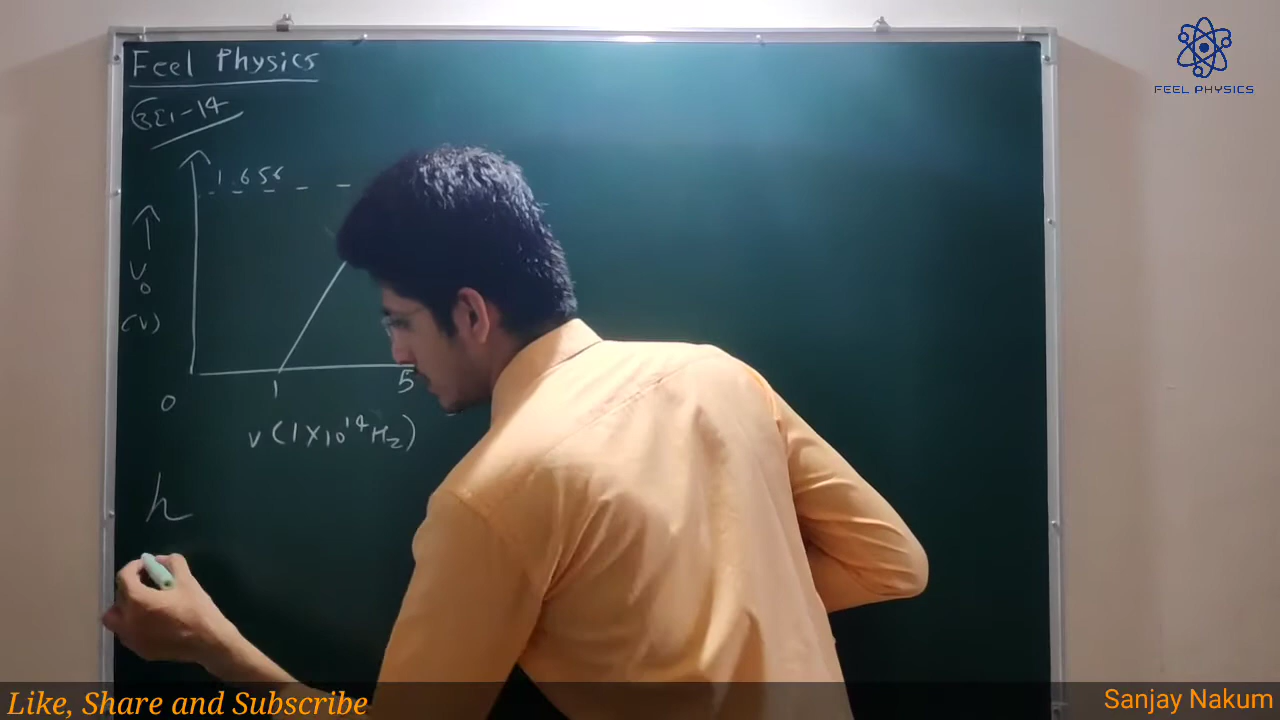 Feel Physics
FEEL PHYSICS
1.656
V₀
(V)
0
1
5
ν (1 X 10¹⁴ Hz)
h
Like, Share and Subscribe
Sanjay Nakum